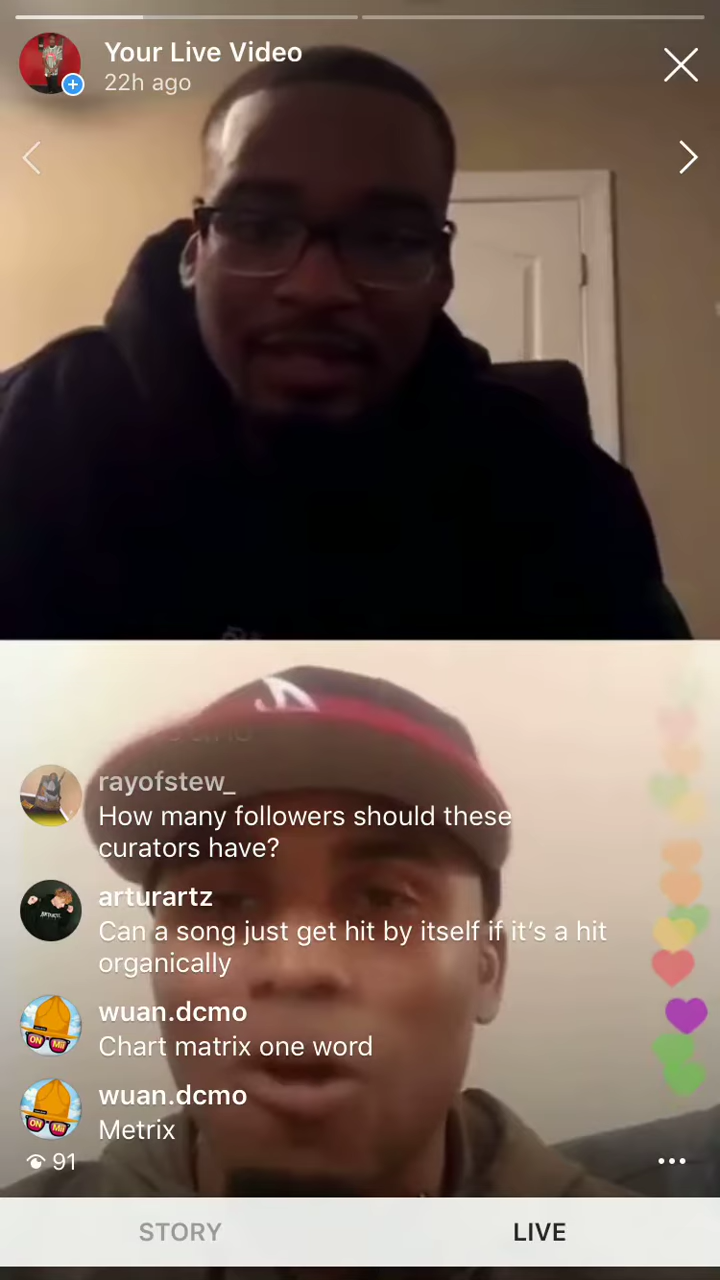 Your Live Video
22h ago
rayofstew_
How many followers should these
curators have?
arturartz
Can a song just get hit by itself if it's a hit
organically
wuan.dcmo
Chart matrix one word
wuan.dcmo
Metrix
91
STORY
LIVE